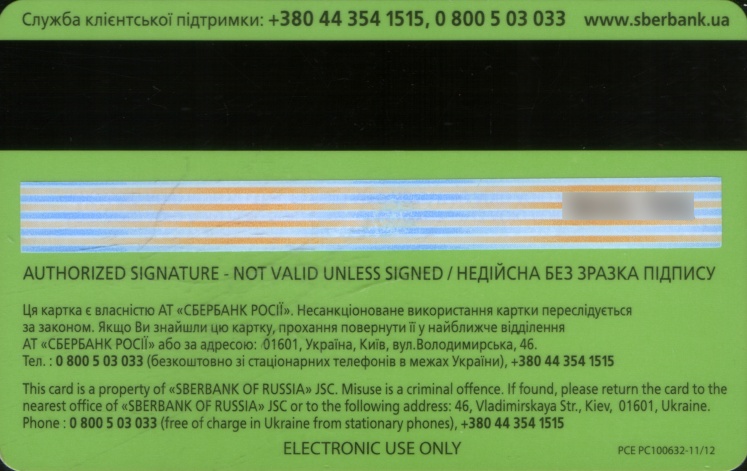 Служба клієнтської підтримки: +380 44 354 1515, 0 800 5 03 033 www.sberbank.ua
AUTHORIZED SIGNATURE - NOT VALID UNLESS SIGNED / НЕДІЙСНА БЕЗ ЗРАЗКА ПІДПИСУ
Ця картка є власністю АТ «СБЕРБАНК РОСІЇ». Несанкціоноване використання картки переслідується
за законом. Якщо Ви знайшли цю картку, прохання повернути її у найближче відділення
АТ «СБЕРБАНК РОСІЇ» або за адресою: 01601, Україна, Київ, вул.Володимирська, 46.
Тел. : 0 800 5 03 033 (безкоштовно зі стаціонарних телефонів в межах України), +380 44 354 1515
This card is a property of «SBERBANK OF RUSSIA» JSC. Misuse is a criminal offence. If found, please return the card to the
nearest office of «SBERBANK OF RUSSIA» JSC or to the following address: 46, Vladimirskaya Str., Kiev, 01601, Ukraine.
Phone : 0 800 5 03 033 (free of charge in Ukraine from stationary phones), +380 44 354 1515
ELECTRONIC USE ONLY
PCE PC100632-11/12